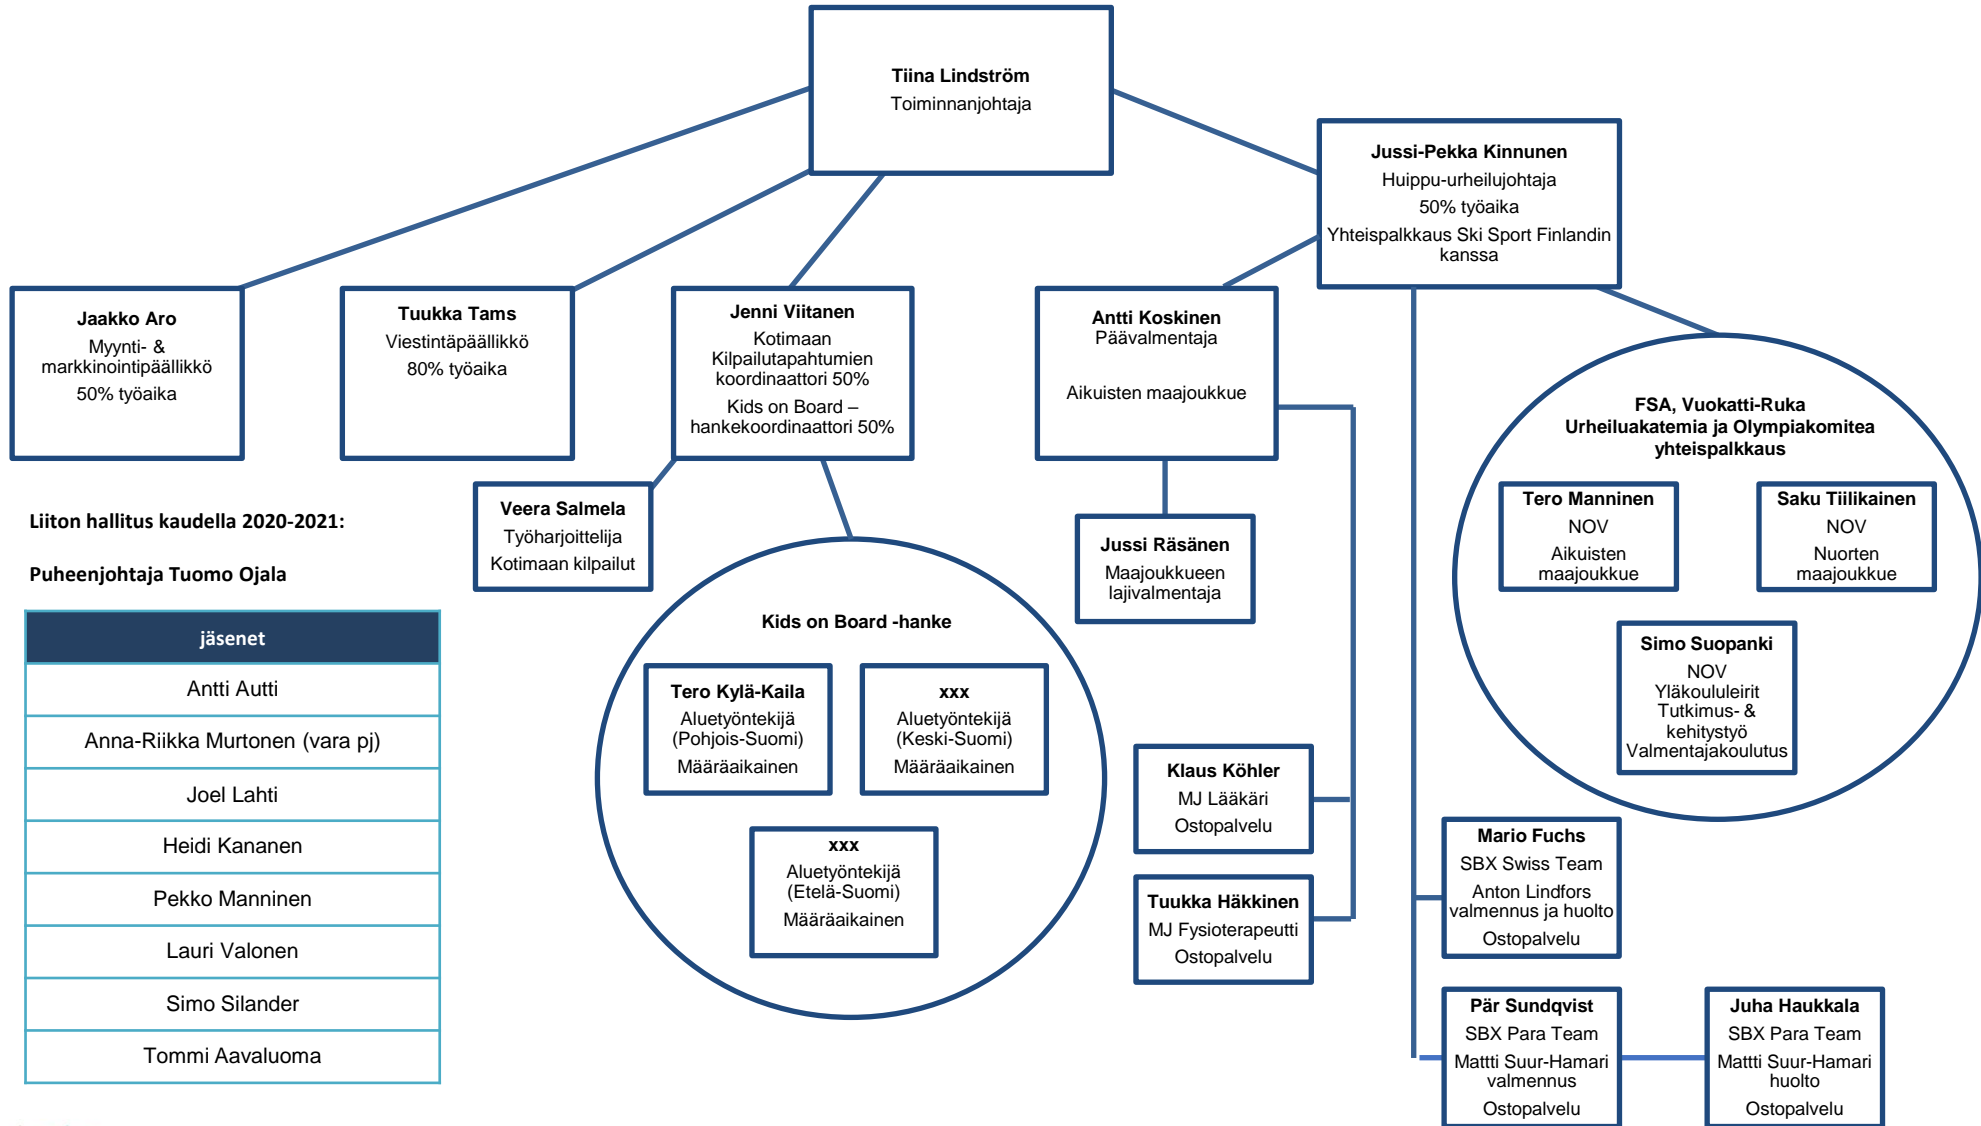 Tiina Lindström
Toiminnanjohtaja
Jussi-Pekka Kinnunen
Huippu-urheilujohtaja
50% työaika
Yhteispalkkaus Ski Sport Finlandin
kanssa
Jaakko Aro
Myynti- &
markkinointipäällikkö
50% työaika
Tuukka Tams
Viestintäpäällikkö
80% työaika
Jenni Viitanen
Kotimaan
Kilpailutapahtumien
koordinaattori 50%
Kids on Board –
hankekoordinaattori 50%
Antti Koskinen
Päävalmentaja
Aikuisten maajoukkue
FSA, Vuokatti-Ruka
Urheiluakatemia ja Olympiakomitea
yhteispalkkaus
Tero Manninen
NOV
Aikuisten
maajoukkue
Saku Tiilikainen
NOV
Nuorten
maajoukkue
Simo Suopanki
NOV
Yläkoululeirit
Tutkimus- &
kehitystyö
Valmentajakoulutus
Veera Salmela
Työharjoittelija
Kotimaan kilpailut
Jussi Räsänen
Maajoukkueen
lajivalmentaja
Kids on Board -hanke
Tero Kylä-Kaila
Aluetyöntekijä
(Pohjois-Suomi)
Määräaikainen
xxx
Aluetyöntekijä
(Keski-Suomi)
Määräaikainen
xxx
Aluetyöntekijä
(Etelä-Suomi)
Määräaikainen
Klaus Köhler
MJ Lääkäri
Ostopalvelu
Tuukka Häkkinen
MJ Fysioterapeutti
Ostopalvelu
Mario Fuchs
SBX Swiss Team
Anton Lindfors
valmennus ja huolto
Ostopalvelu
Pär Sundqvist
SBX Para Team
Mattti Suur-Hamari
valmennus
Ostopalvelu
Juha Haukkala
SBX Para Team
Mattti Suur-Hamari
huolto
Ostopalvelu
Liiton hallitus kaudella 2020-2021:
Puheenjohtaja Tuomo Ojala
jäsenet
Antti Autti
Anna-Riikka Murtonen (vara pj)
Joel Lahti
Heidi Kananen
Pekko Manninen
Lauri Valonen
Simo Silander
Tommi Aavaluoma